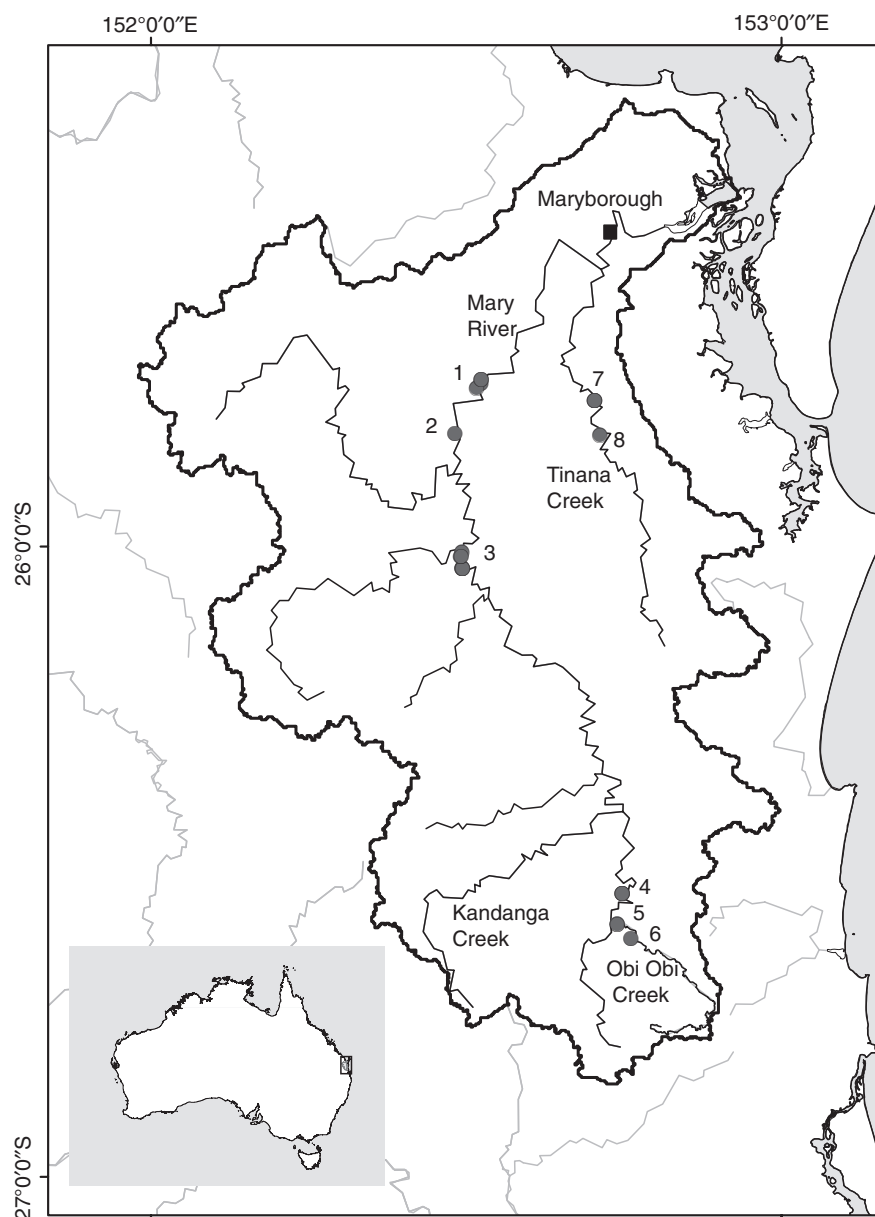 152°0′0″E
153°0′0″E
Maryborough
Mary
River
1
7
2
8
Tinana
Creek
26°0′0″S
3
4
Kandanga
Creek
5
6
Obi Obi
Creek
27°0′0″S